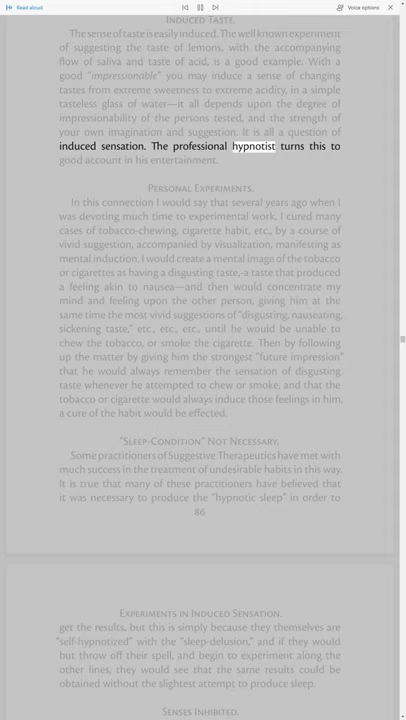 Read aloud
Voice options
Induced Taste.
The sense of taste is easily induced. The well known experiment
of suggesting the taste of lemons, with the accompanying
flow of saliva and taste of acid, is a good example. With a
good “impressionable” you may induce a sense of changing
tastes from extreme sweetness to extreme acidity, in a simple
tasteless glass of water—it all depends upon the degree of
impressionability of the persons tested, and the strength of
your own imagination and suggestion. It is all a question of
induced sensation. The professional hypnotist turns this to
good account in his entertainment.
Personal Experiments.
In this connection I would say that several years ago when I
was devoting much time to experimental work, I cured many
cases of tobacco-chewing, cigarette habit, etc., by a course of
vivid suggestion, accompanied by visualization, manifesting as
mental induction. I would create a mental image of the tobacco
or cigarettes as having a disgusting taste,-a taste that produced
a feeling akin to nausea—and then would concentrate my
mind and feeling upon the other person, giving him at the
same time the most vivid suggestions of “disgusting, nauseating,
sickening taste,” etc., etc., etc., until he would be unable to
chew the tobacco, or smoke the cigarette. Then by following
up the matter by giving him the strongest “future impression”
that he would always remember the sensation of disgusting
taste whenever he attempted to chew or smoke, and that the
tobacco or cigarette would always induce those feelings in him,
a cure of the habit would be effected.
“Sleep-Condition” Not Necessary.
Some practitioners of Suggestive Therapeutics have met with
much success in the treatment of undesirable habits in this way.
It is true that many of these practitioners have believed that
it was necessary to produce the “hypnotic sleep” in order to
86
Experiments in Induced Sensation.
get the results, but this is simply because they themselves are
“self-hypnotized” with the “sleep-delusion,” and if they would
but throw off their spell, and begin to experiment along the
other lines, they would see that the same results could be
obtained without the slightest attempt to produce sleep.
Senses Inhibited.